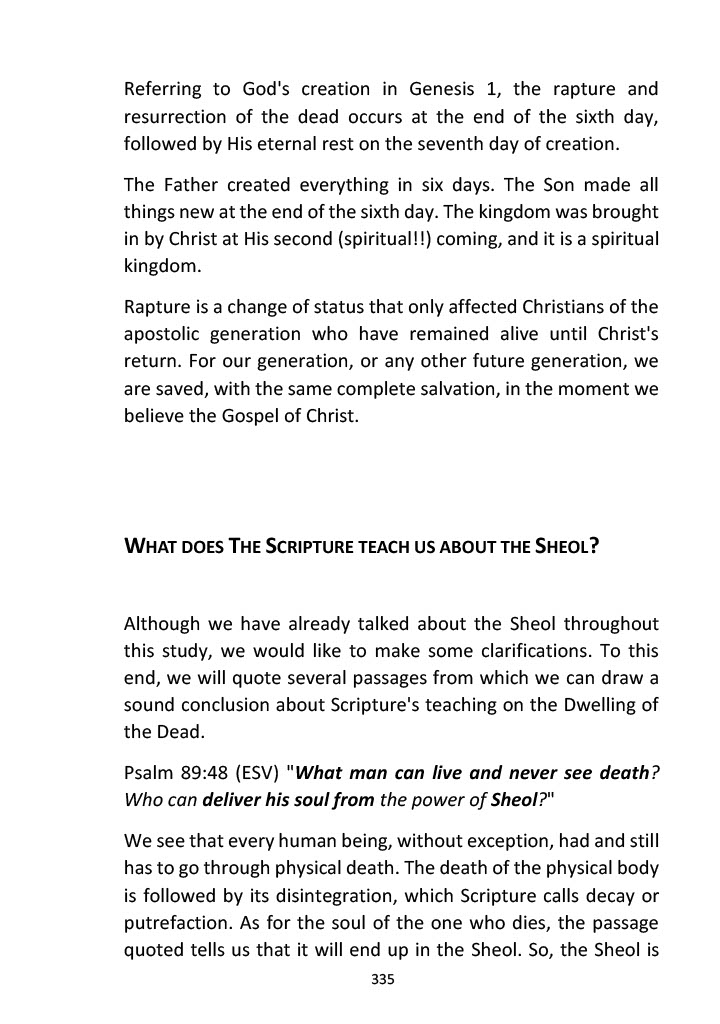 Referring to God's creation in Genesis 1, the rapture and
resurrection of the dead occurs at the end of the sixth day,
followed by His eternal rest on the seventh day of creation.
The Father created everything in six days. The Son made all
things new at the end of the sixth day. The kingdom was brought
in by Christ at His second (spiritual!!) coming, and it is a spiritual
kingdom.
Rapture is a change of status that only affected Christians of the
apostolic generation who have remained alive until Christ's
return. For our generation, or any other future generation, we
are saved, with the same complete salvation, in the moment we
believe the Gospel of Christ.
WHAT DOES THE SCRIPTURE TEACH US ABOUT THE SHEOL?
Although we have already talked about the Sheol throughout
this study, we would like to make some clarifications. To this
end, we will quote several passages from which we can draw a
sound conclusion about Scripture's teaching on the Dwelling of
the Dead.
Psalm 89:48 (ESV) "What man can live and never see death?
Who can deliver his soul from the power of Sheol?"
We see that every human being, without exception, had and still
has to go through physical death. The death of the physical body
is followed by its disintegration, which Scripture calls decay or
putrefaction. As for the soul of the one who dies, the passage
quoted tells us that it will end up in the Sheol. So, the Sheol is
335